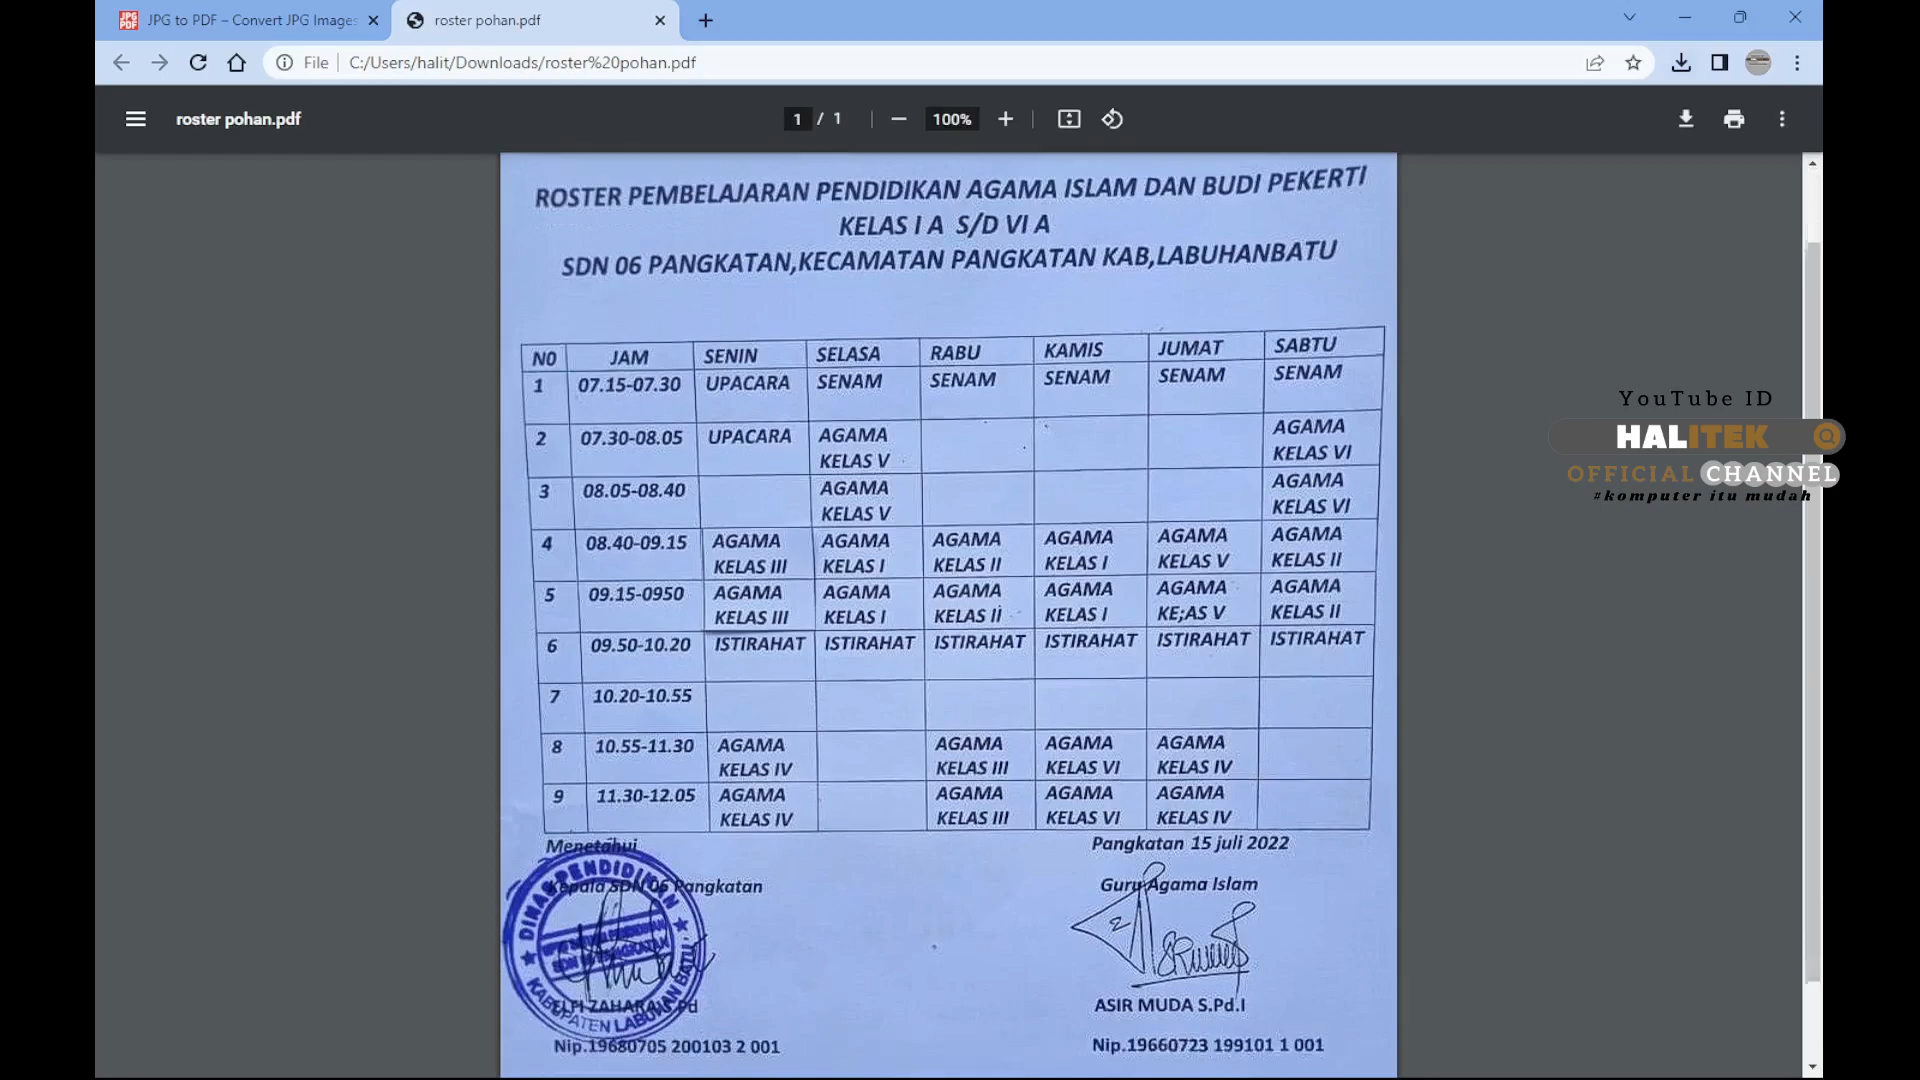 JPG to PDF – Convert JPG Images
roster pohan.pdf
File
C:/Users/halit/Downloads/roster%20pohan.pdf
roster pohan.pdf
1 / 1
100%
ROSTER PEMBELAJARAN PENDIDIKAN AGAMA ISLAM DAN BUDI PEKERTI
KELAS I A S/D VI A
SDN 06 PANGKATAN,KECAMATAN PANGKATAN KAB,LABUHANBATU
N0 JAM SENIN SELASA RABU KAMIS JUMAT SABTU
1 07.15-07.30 UPACARA SENAM SENAM SENAM SENAM SENAM
2 07.30-08.05 UPACARA AGAMA AGAMA
KELAS V KELAS VI
3 08.05-08.40 AGAMA AGAMA
KELAS V KELAS VI
4 08.40-09.15 AGAMA AGAMA AGAMA AGAMA AGAMA AGAMA
KELAS III KELAS I KELAS II KELAS I KELAS V KELAS II
5 09.15-0950 AGAMA AGAMA AGAMA AGAMA AGAMA AGAMA
KELAS III KELAS I KELAS II KELAS I KE;AS V KELAS II
6 09.50-10.20 ISTIRAHAT ISTIRAHAT ISTIRAHAT ISTIRAHAT ISTIRAHAT ISTIRAHAT
7 10.20-10.55
8 10.55-11.30 AGAMA AGAMA AGAMA AGAMA
KELAS IV KELAS III KELAS VI KELAS IV
9 11.30-12.05 AGAMA AGAMA AGAMA AGAMA
KELAS IV KELAS III KELAS VI KELAS IV
Menetahui Pangkatan 15 juli 2022
Kepala SDN 06 Pangkatan Guru Agama Islam
DINAS PENDIDIKAN
KABUPATEN LABUHAN BATU
ELFI ZAHARA S.Pd ASIR MUDA S.Pd.I
Nip.19680705 200103 2 001 Nip.19660723 199101 1 001
YouTube ID
HALITEK
OFFICIAL CHANNEL
#komputer itu mudah